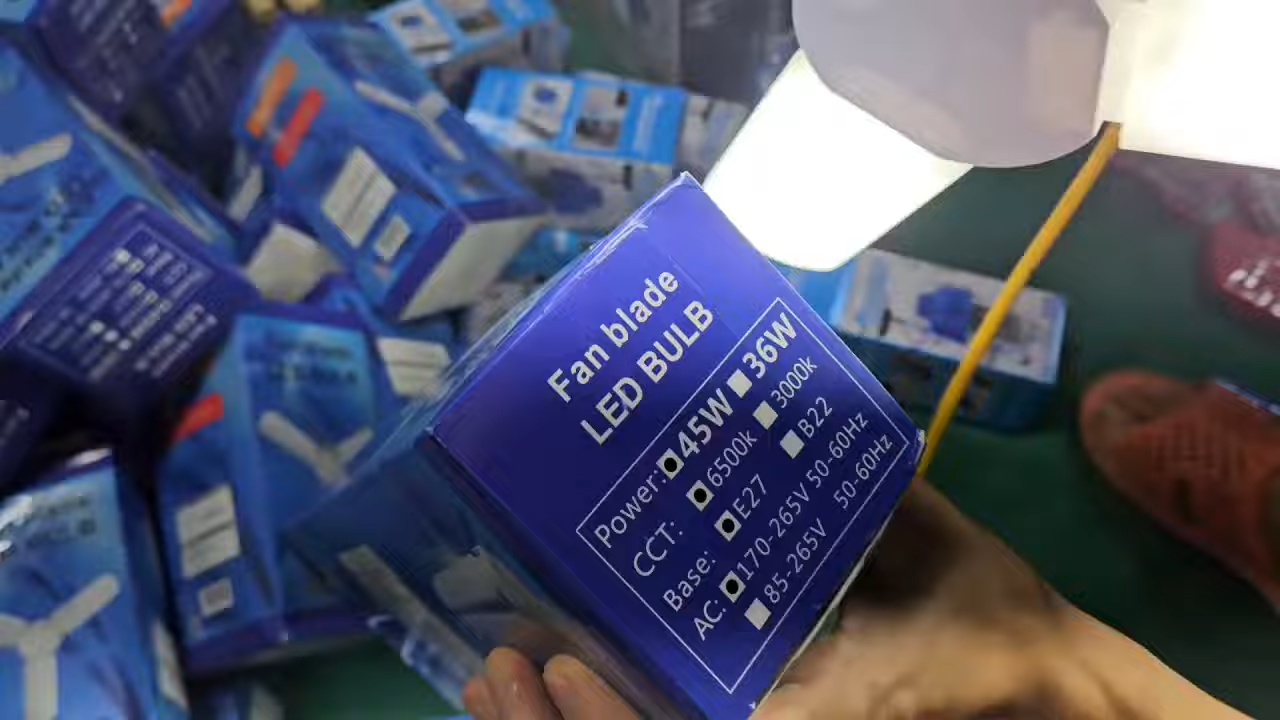 Fan blade
LED BULB
Power: 45W 36W
CCT: 6500k 3000k
Base: E27 B22
AC: 170-265V 50-60Hz
85-265V 50-60Hz